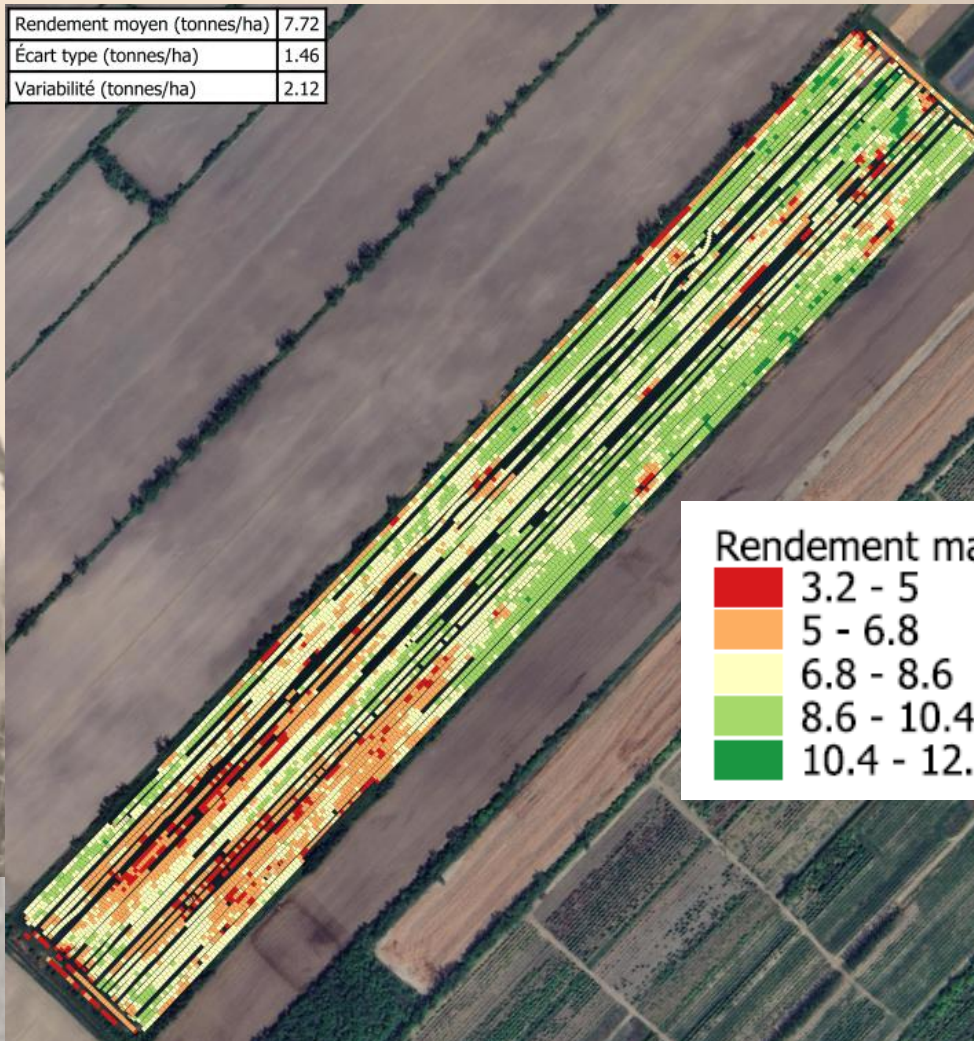 Rendement moyen (tonnes/ha) 7.72
Écart type (tonnes/ha) 1.46
Variabilité (tonnes/ha) 2.12
Rendement
3.2 - 5
5 - 6.8
6.8 - 8.6
8.6 - 10.4
10.4 - 12.